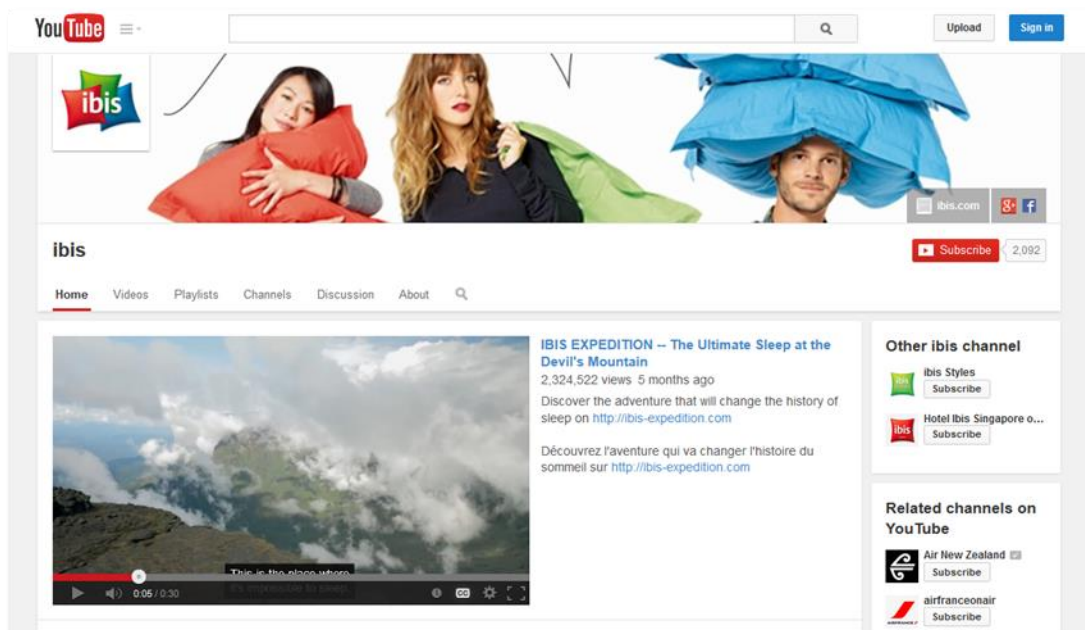 YouTube
Upload
Sign in
ibis
ibis.com
ibis
Subscribe
2,092
Home
Videos
Playlists
Channels
Discussion
About
IBIS EXPEDITION -- The Ultimate Sleep at the
Devil's Mountain
2,324,522 views 5 months ago
Discover the adventure that will change the history of
sleep on http://ibis-expedition.com
Découvrez l'aventure qui va changer l'histoire du
sommeil sur http://ibis-expedition.com
This is the place where
it's impossible to sleep,
0:05 / 0:30
CC
Other ibis channel
ibis
ibis Styles
Subscribe
ibis
Hotel Ibis Singapore o...
Subscribe
Related channels on
YouTube
Air New Zealand
Subscribe
airfranceonair
Subscribe
AIRFRANCE